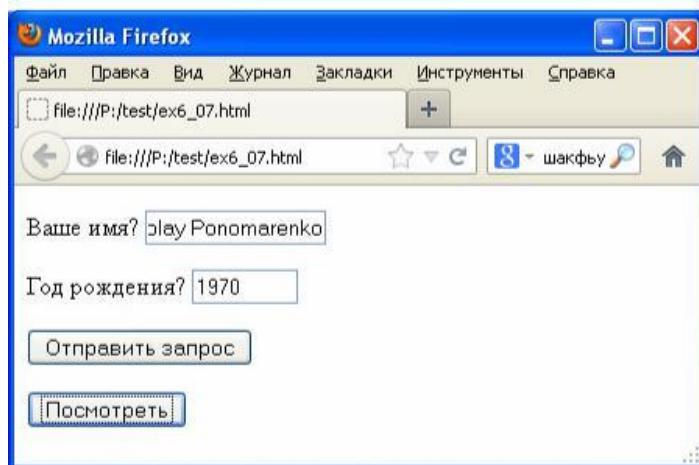 Mozilla Firefox
Файл Правка Вид Журнал Закладки Инструменты Справка
file:///P:/test/ex6_07.html +
file:///P:/test/ex6_07.html 8 шакфьу
Ваше имя? olay Ponomarenko
Год рождения? 1970
Отправить запрос
Посмотреть